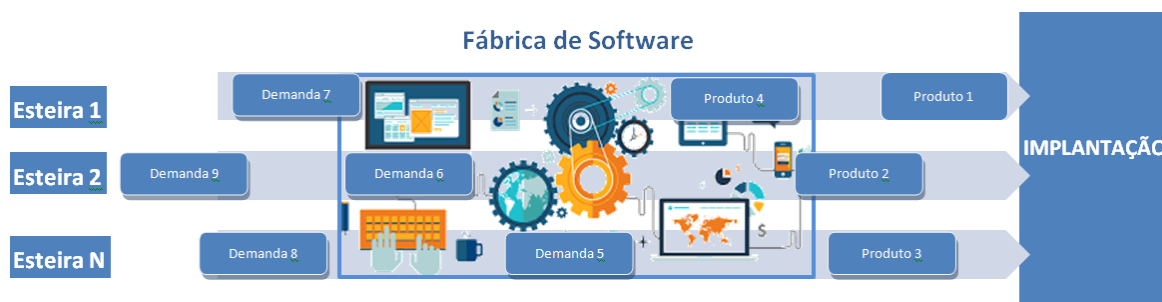 Fábrica de Software
Esteira 1
Demanda 7
Produto 4
Produto 1
Esteira 2
Demanda 9
Demanda 6
Produto 2
Esteira N
Demanda 8
Demanda 5
Produto 3
IMPLANTAÇÃO
$